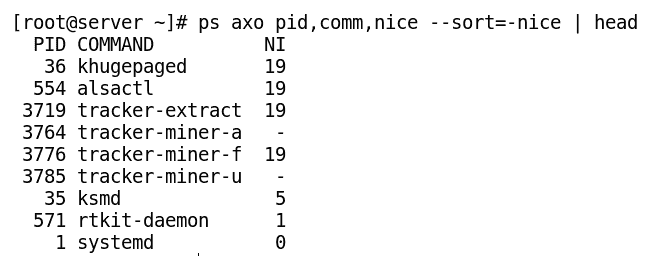 [root@server ~]# ps axo pid,comm,nice --sort=-nice | head
  PID COMMAND          NI
   36 khugepaged       19
  554 alsactl          19
 3719 tracker-extract  19
 3764 tracker-miner-a   -
 3776 tracker-miner-f  19
 3785 tracker-miner-u   -
   35 ksmd              5
  571 rtkit-daemon      1
    1 systemd           0